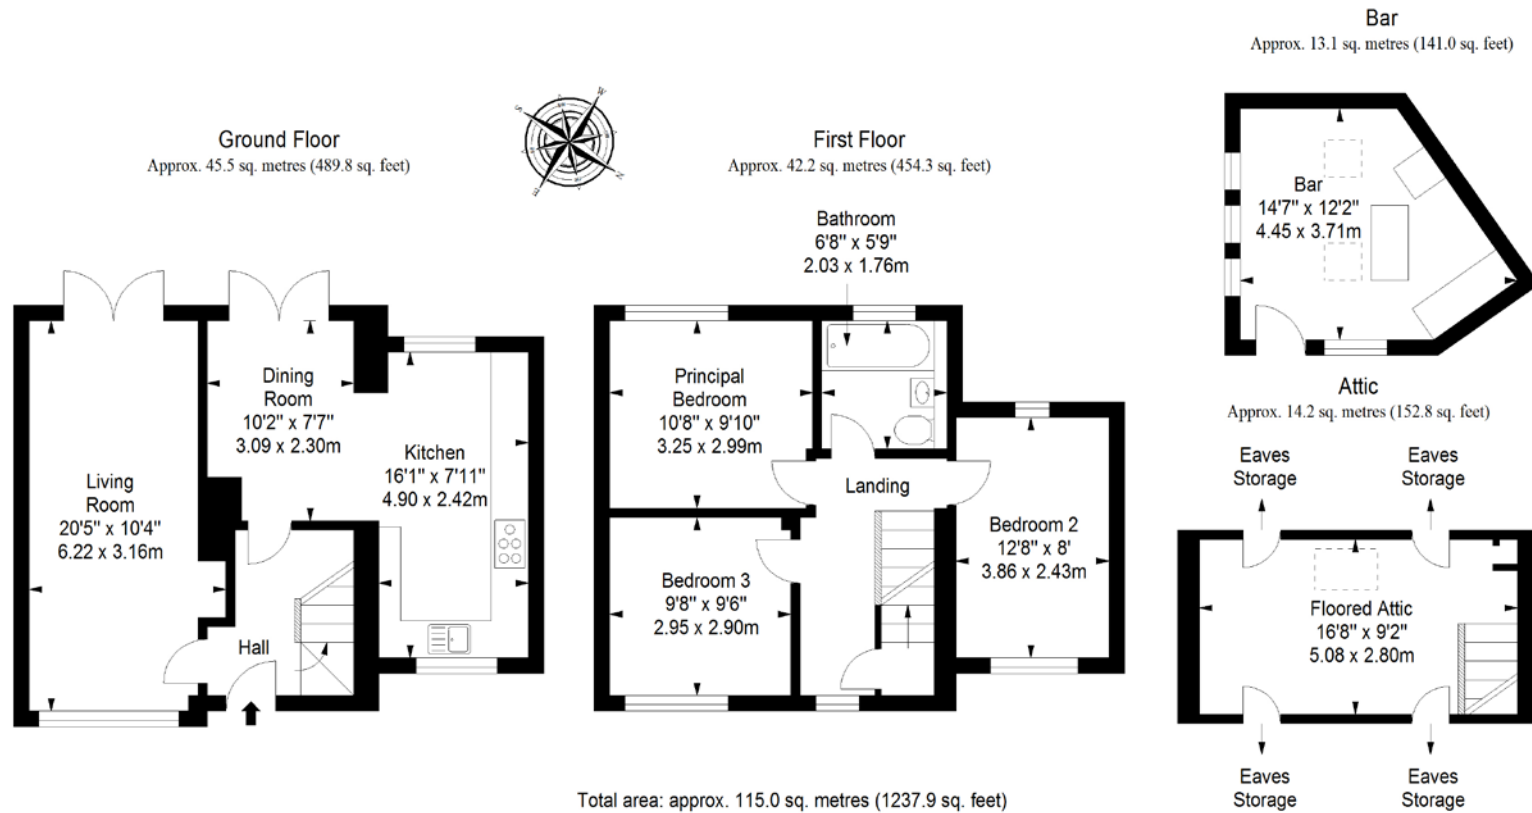 Bar
Approx. 13.1 sq. metres (141.0 sq. feet)
Ground Floor
Approx. 45.5 sq. metres (489.8 sq. feet)
S
W
E
N
First Floor
Approx. 42.2 sq. metres (454.3 sq. feet)
Bar
14'7" x 12'2"
4.45 x 3.71m
Bathroom
6'8" x 5'9"
2.03 x 1.76m
Dining
Room
10'2" x 7'7"
3.09 x 2.30m
Kitchen
16'1" x 7'11"
4.90 x 2.42m
Living
Room
20'5" x 10'4"
6.22 x 3.16m
Hall
Principal
Bedroom
10'8" x 9'10"
3.25 x 2.99m
Landing
Bedroom 2
12'8" x 8'
3.86 x 2.43m
Bedroom 3
9'8" x 9'6"
2.95 x 2.90m
Attic
Approx. 14.2 sq. metres (152.8 sq. feet)
Eaves
Storage
Eaves
Storage
Floored Attic
16'8" x 9'2"
5.08 x 2.80m
Eaves
Storage
Eaves
Storage
Total area: approx. 115.0 sq. metres (1237.9 sq. feet)